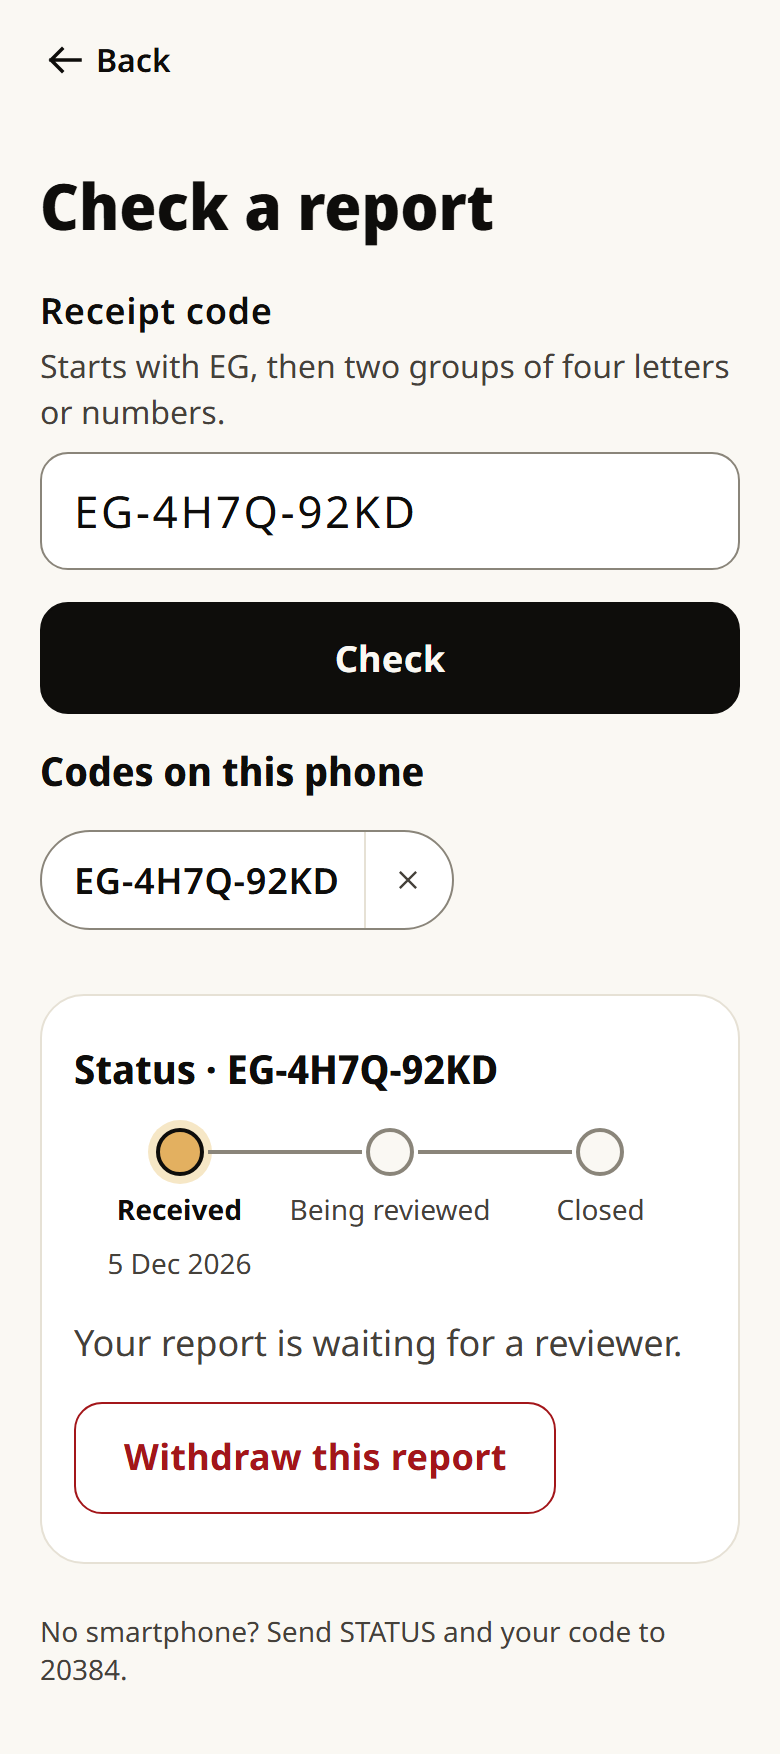 Back
Check a report
Receipt code
Starts with EG, then two groups of four letters
or numbers.
EG-4H7Q-92KD
Check
Codes on this phone
EG-4H7Q-92KD ×
Status · EG-4H7Q-92KD
Received Being reviewed Closed
5 Dec 2026
Your report is waiting for a reviewer.
Withdraw this report
No smartphone? Send STATUS and your code to
20384.